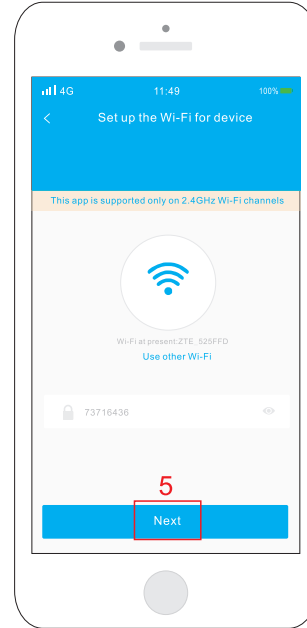 4G 11:49 100%
< Set up the Wi-Fi for device
This app is supported only on 2.4GHz Wi-Fi channels
Wi-Fi at present:ZTE_525FFD
Use other Wi-Fi
73716436
5
Next